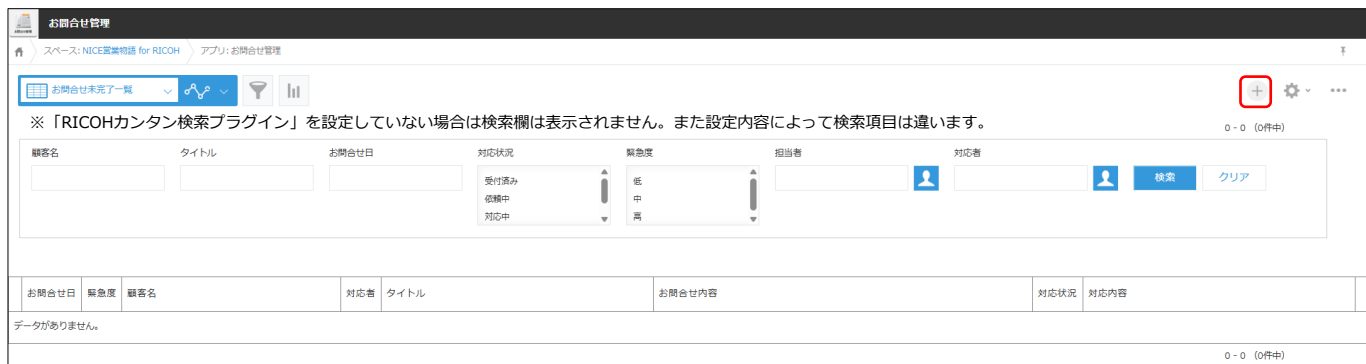 お問合せ管理
スペース: NICE営業物語 for RICOH アプリ: お問合せ管理
お問合せ未完了一覧
※「RICOHカンタン検索プラグイン」を設定していない場合は検索欄は表示されません。また設定内容によって検索項目は違います。
0 - 0 (0件中)
顧客名 タイトル お問合せ日 対応状況 緊急度 担当者 対応者
受付済み 低
依頼中 中
対応中 高
検索 クリア
お問合せ日 緊急度 顧客名 対応者 タイトル お問合せ内容 対応状況 対応内容
データがありません。
0 - 0 (0件中)